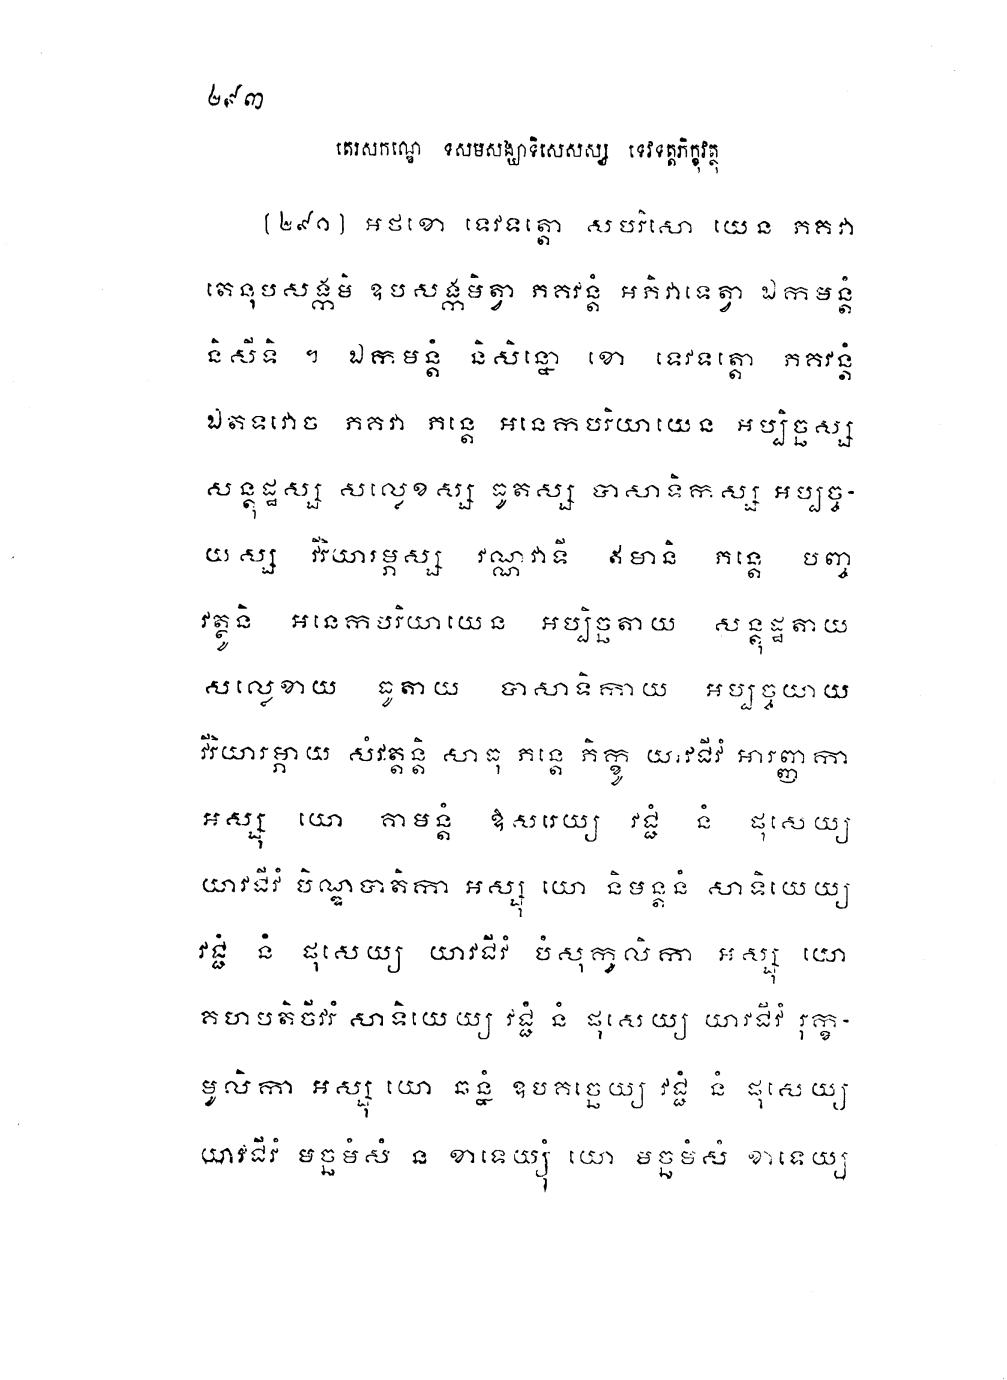 ២៩៣
តេរសកណ្ឌេ ទសមសង្ឃាទិសេសស្ស ទេវទត្តភិក្ខុវត្ថុ
[២៩០] អថខោ ទេវទត្តោ សបរិសោ យេន ភគវា
តេនុបសង្កមិ ឧបសង្កមិត្វា ភគវន្តំ អភិវាទេត្វា ឯកមន្តំ
និសីទិ ។ ឯកមន្តំ និសិន្នោ ខោ ទេវទត្តោ ភគវន្តំ
ឯតទវោច ភគវា ភន្តេ អនេកបរិយាយេន អប្បិច្ឆស្ស
សន្តុដ្ឋស្ស សល្លេខស្ស ធូតស្ស បាសាទិកស្ស អប្បច្ច-
យស្ស វីរិយារម្ភស្ស វណ្ណវាទី ឥមានិ ភន្តេ បញ្ច
វត្ថូនិ អនេកបរិយាយេន អប្បិច្ឆតាយ សន្តុដ្ឋតាយ
សល្លេខាយ ធូតាយ បាសាទិកាយ អប្បច្ចយាយ
វីរិយារម្ភាយ សំវត្តន្តិ សាធុ ភន្តេ ភិក្ខូ យាវជីវំ អារញ្ញកា
អស្សុ យោ គាមន្តំ ឱសរេយ្យ វជ្ជំ នំ ផុសេយ្យ
យាវជីវំ បិណ្ឌបាតិកា អស្សុ យោ និមន្តនំ សាទិយេយ្យ
វជ្ជំ នំ ផុសេយ្យ យាវជីវំ បំសុកូលិកា អស្សុ យោ
គហបតិចីវរំ សាទិយេយ្យ វជ្ជំ នំ ផុសេយ្យ យាវជីវំ រុក្ខ-
មូលិកា អស្សុ យោ ឆន្នំ ឧបគច្ឆេយ្យ វជ្ជំ នំ ផុសេយ្យ
យាវជីវំ មច្ឆមំសំ ន ខាទេយ្យុំ យោ មច្ឆមំសំ ខាទេយ្យ